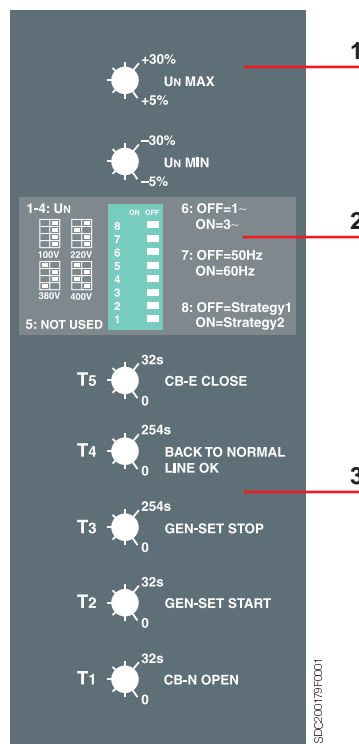 +30%
UN MAX
+5%
1
–30%
UN MIN
–5%
1-4: UN
100V 220V
380V 400V
5: NOT USED
ON OFF
8
7
6
5
4
3
2
1
6: OFF=1~
ON=3~
7: OFF=50Hz
ON=60Hz
8: OFF=Strategy1
ON=Strategy2
2
32s
T5 CB-E CLOSE
0
254s
T4 BACK TO NORMAL
0 LINE OK
3
254s
T3 GEN-SET STOP
0
32s
T2 GEN-SET START
0
32s
T1 CB-N OPEN
0
SDC200179F0001